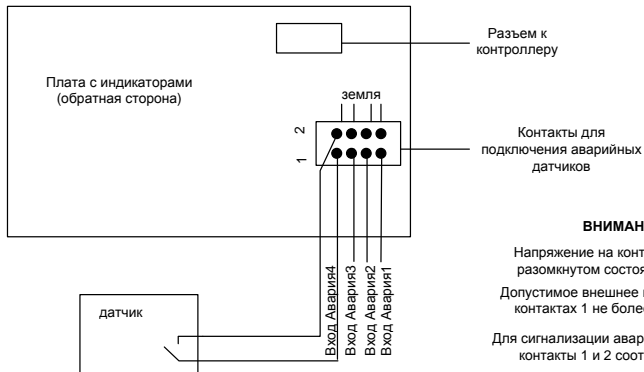 Разъем к
контроллеру
Плата с индикаторами
(обратная сторона)
земля
2
1
Контакты для
подключения аварийных
датчиков
ВНИМАН
Напряжение на конт
разомкнутом состоя
Допустимое внешнее
контактах 1 не боле
Для сигнализации авар
контакты 1 и 2 соот
датчик
Вход Авария4
Вход Авария3
Вход Авария2
Вход Авария1